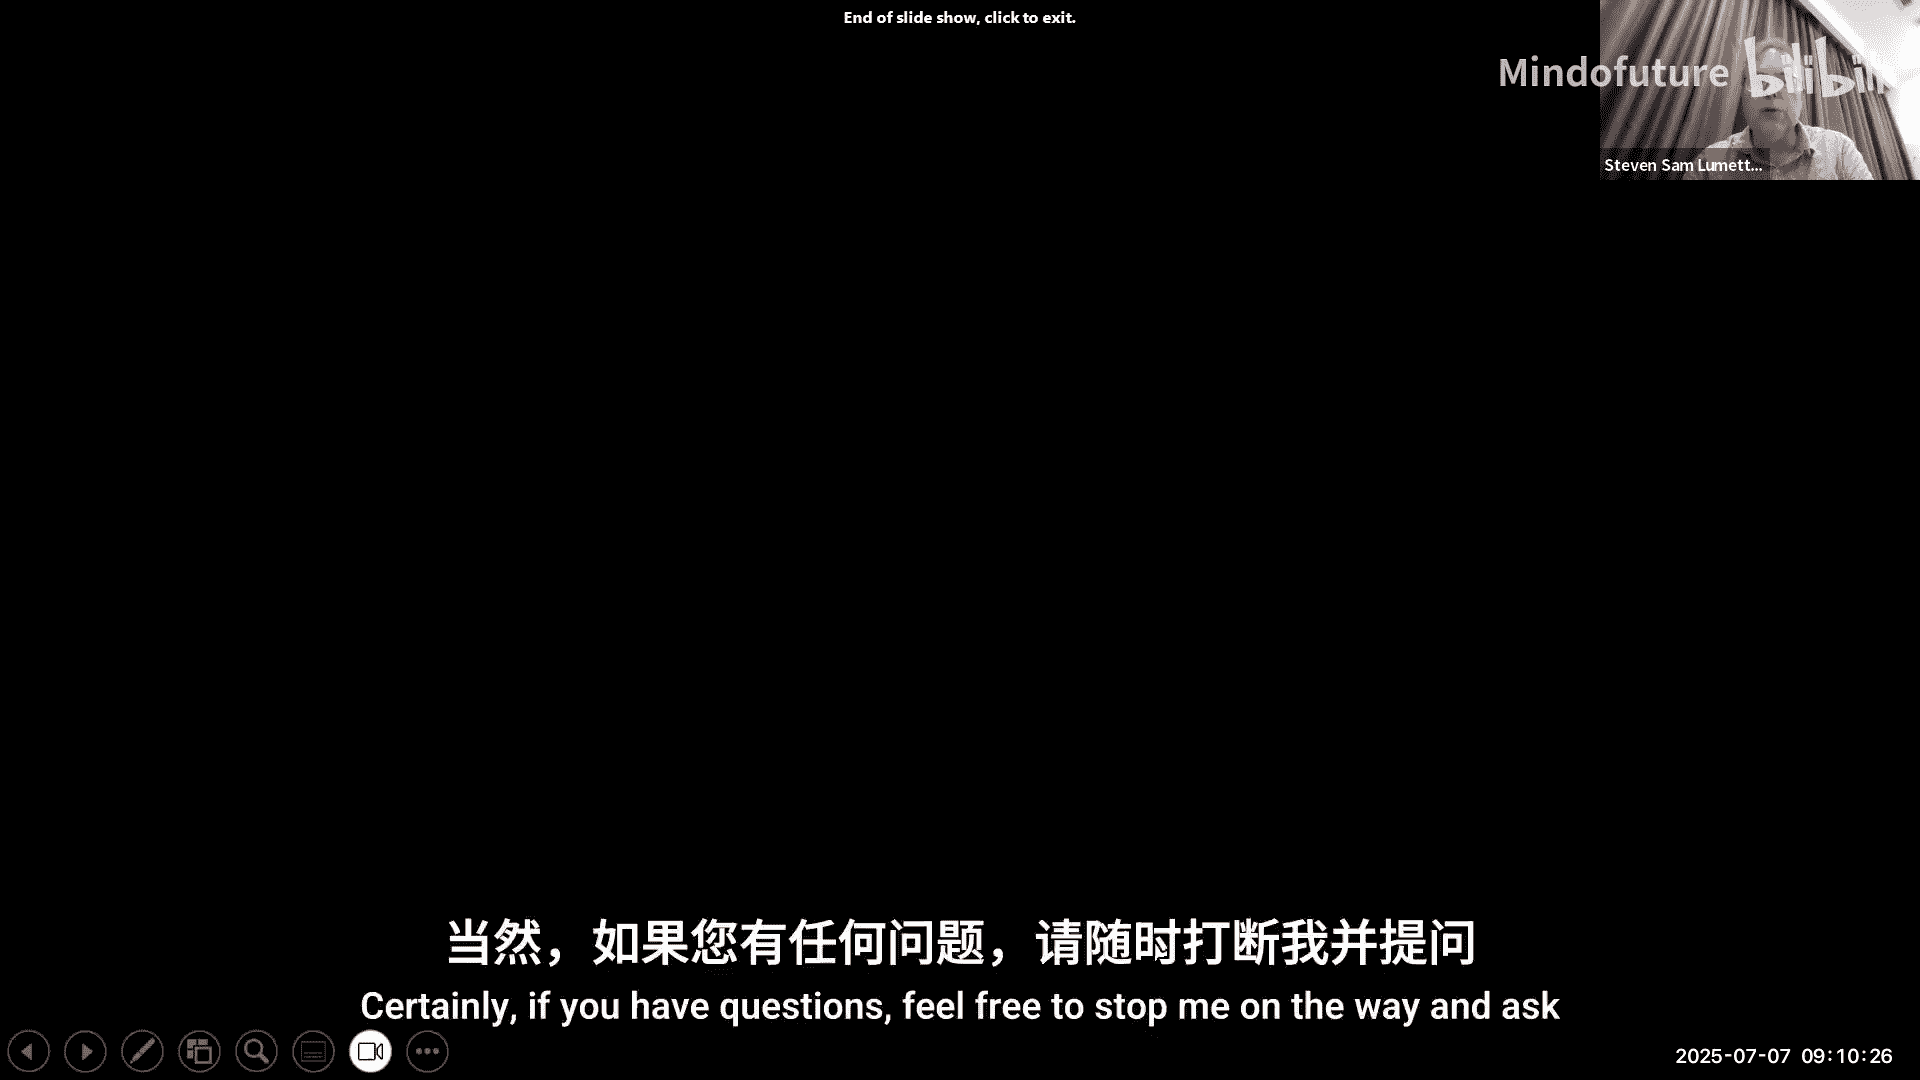 End of slide show, click to exit.
Mindofuture bilibili
Steven Sam Lumett...
当然，如果您有任何问题，请随时打断我并提问
Certainly, if you have questions, feel free to stop me on the way and ask
2025-07-07 09:10:26